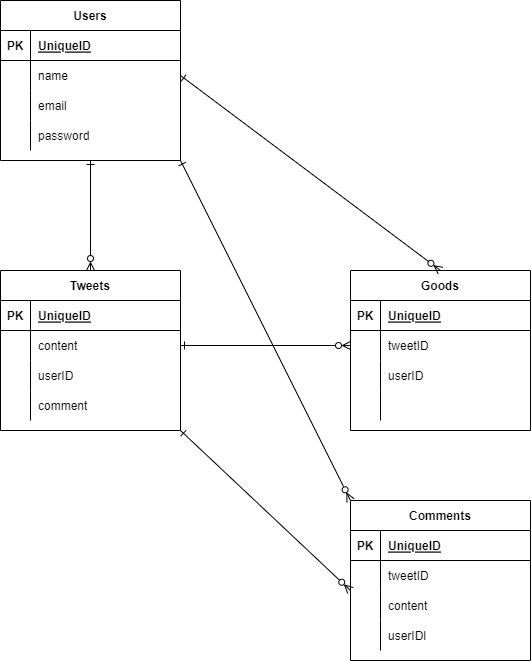 Users
PK UniqueID
name
email
password
Tweets
PK UniqueID
content
userID
comment
Goods
PK UniqueID
tweetID
userID
Comments
PK UniqueID
tweetID
content
userIDl